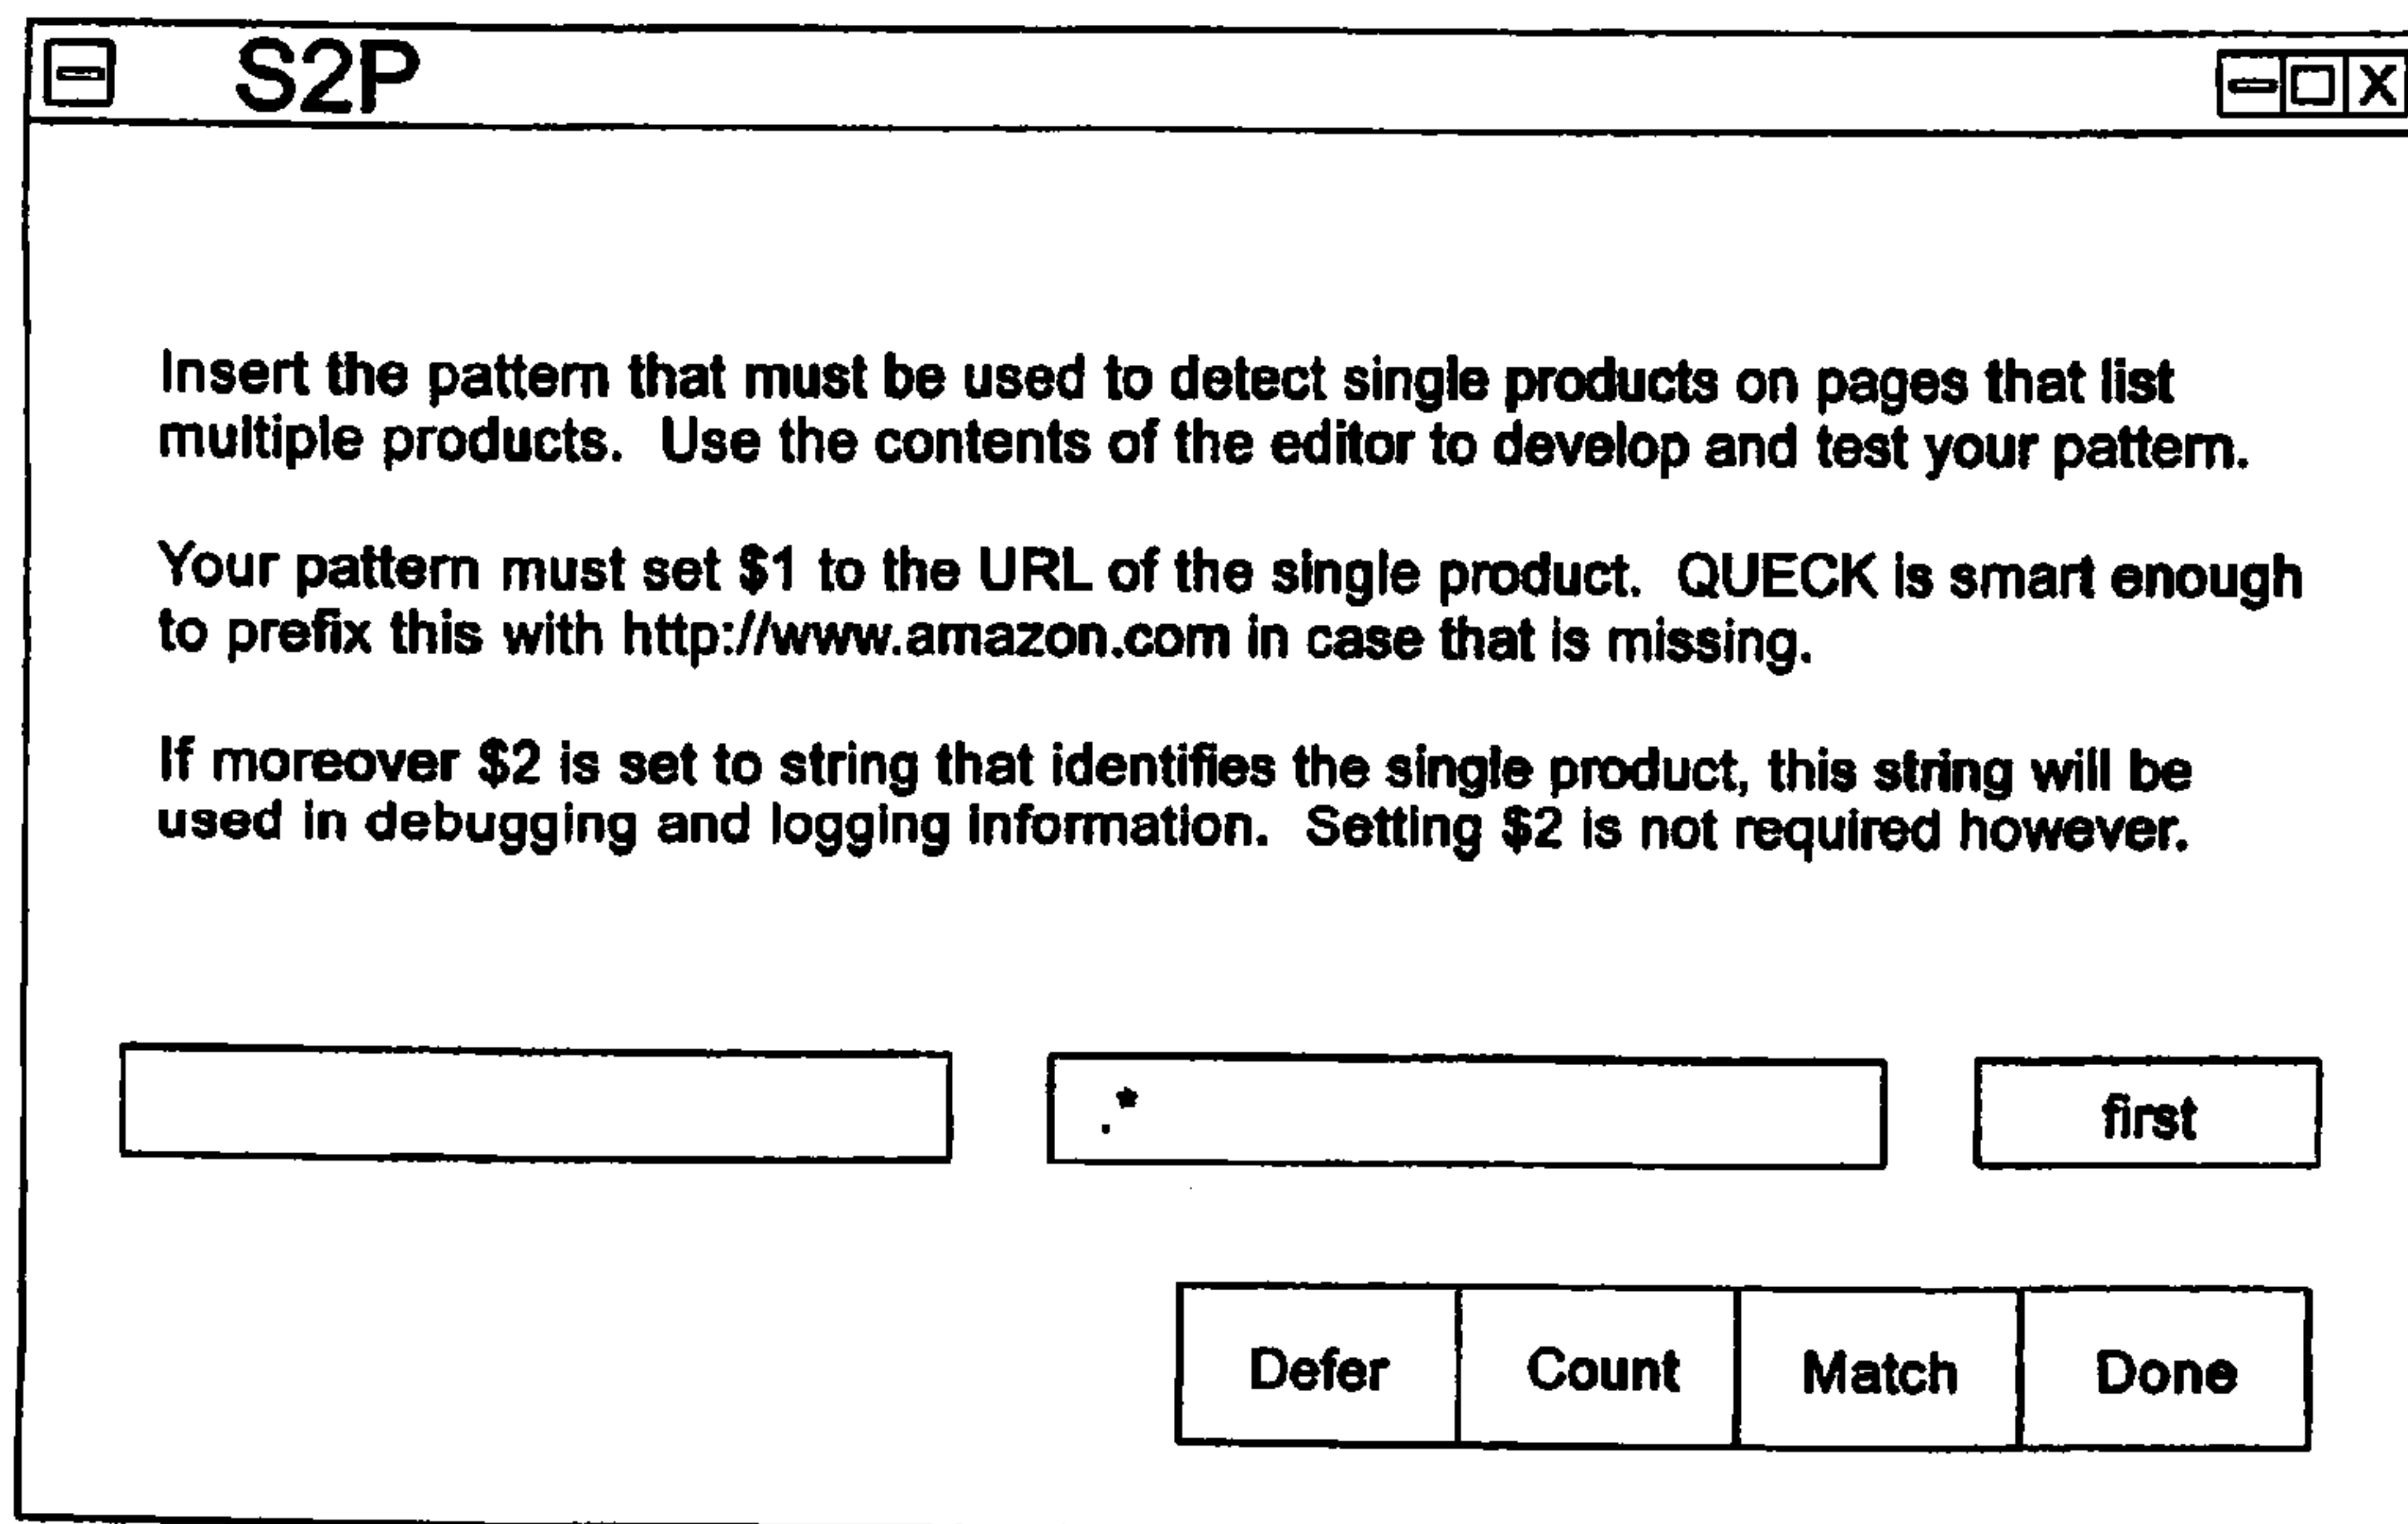 S2P
X
Insert the pattern that must be used to detect single products on pages that list
multiple products.  Use the contents of the editor to develop and test your pattern.
Your pattern must set $1 to the URL of the single product.  QUECK is smart enough
to prefix this with http://www.amazon.com in case that is missing.
If moreover $2 is set to string that identifies the single product, this string will be
used in debugging and logging information.  Setting $2 is not required however.
.*
first
Defer
Count
Match
Done